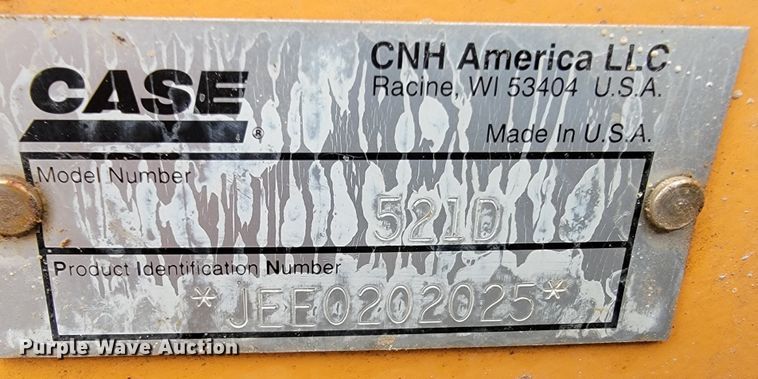 CASE®
CNH America LLC
Racine, WI 53404 U.S.A.
Made In U.S.A.
Model Number
521D
Product Identification Number
*JEE0202025*
Purple Wave Auction